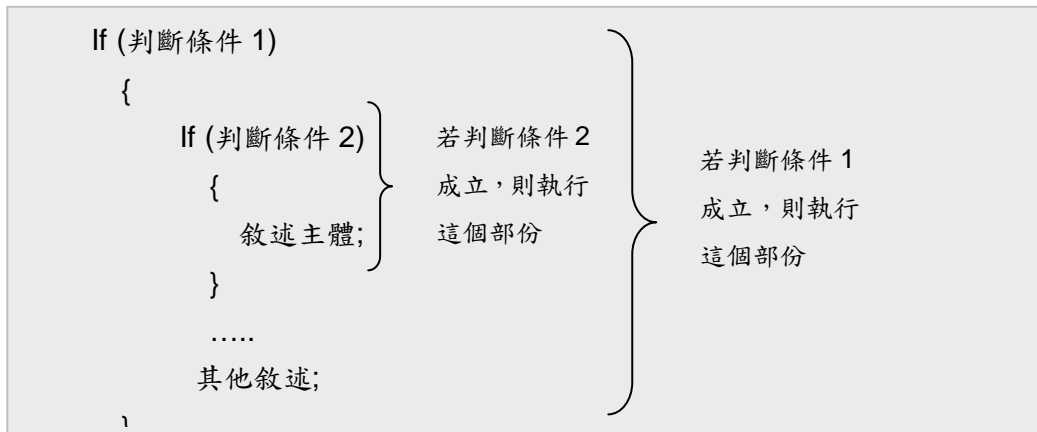 If (判斷條件 1)
{
If (判斷條件 2)
{
敘述主體;
}
…..
其他敘述;
}
若判斷條件 2
成立，則執行
這個部份
若判斷條件 1
成立，則執行
這個部份